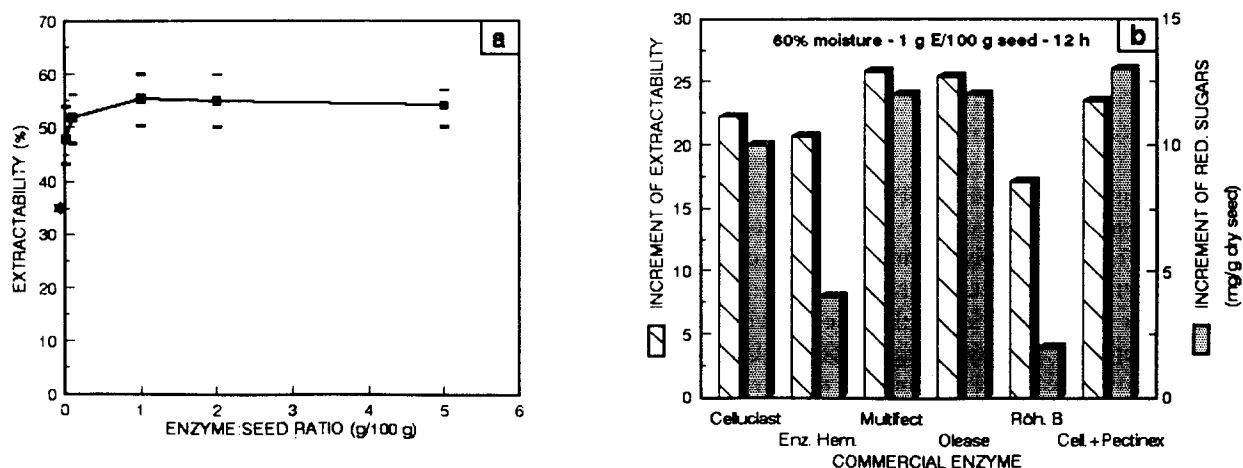 a
EXTRACTABILITY (%)
70
60
50
40
30
20
10
0
0 1 2 3 4 5 6
ENZYME:SEED RATIO (g/100 g)
b
60% moisture - 1 g E/100 g seed - 12 h
INCREMENT OF EXTRACTABILITY
30
25
20
15
10
5
0
INCREMENT OF RED. SUGARS
(mg/g dry seed)
15
10
5
0
Celluclast Multifect Röh. B
Enz. Hem. Olease Cell.+Pectinex
COMMERCIAL ENZYME